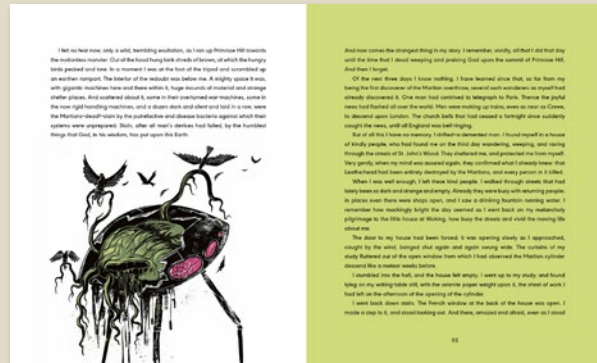 I felt no fear now, only a wild, trembling exultation, as I ran up Primrose Hill towards
the motionless monster. Out of the hood hung lank shreds of brown, at which the hungry
birds pecked and tore. In a moment I was at the foot of the tripod and scrambled up
an earthen rampart. The interior of the redoubt was below me. A mighty space it was,
with gigantic machines here and there within it, huge mounds of material and strange
shelter places. And scattered about it, some in their overturned war-machines, some in
the now rigid handling machines, and a dozen stark and silent and laid in a row, were
the Martians—dead!—slain by the putrefactive and disease bacteria against which their
systems were unprepared. Slain, after all man's devices had failed, by the humblest
things that God, in his wisdom, has put upon this Earth.
And now comes the strangest thing in my story. I remember, vividly, all that I did that day
until the time that I stood weeping and praising God upon the summit of Primrose Hill.
And then I forget.
Of the next three days I know nothing. I have learned since that, so far from my
being the first discoverer of the Martian overthrow, several such wanderers as myself had
already discovered it. One man had contrived to telegraph to Paris. Thence the joyful
news had flashed all over the world. Men were making up trains, even as near as Crewe,
to descend upon London. The church bells that had ceased a fortnight since suddenly
caught the news, until all England was bell-ringing.
But of all this I have no memory. I drifted—a demented man. I found myself in a house
of kindly people, who had found me on the third day wandering, weeping, and raving
through the streets of St. John's Wood. They sheltered me, and protected me from myself.
Very gently, when my mind was assured again, they confirmed what I already knew: that
Leatherhead had been entirely destroyed by the Martians, and every person in it killed.
When I was well enough, I left these kind people. I walked through streets that had
lately been so dark and strange and empty. Already they were busy with returning people;
in places even there were shops open, and I saw a drinking fountain running water. I
remember how mockingly bright the day seemed as I went back on my melancholy
pilgrimage to the little house at Woking, how busy the streets and vivid the moving life
about me.
The door to my house had been forced. It was opening slowly as I approached,
caught by the wind, banged shut again and again swung wide. The curtains of my
study fluttered out of the open window from which I had observed the Martian cylinder
descend like a meteor weeks before.
I stumbled into the hall, and the house felt empty. I went up to my study, and found
lying on my writing table still, with the selenite paper weight upon it, the sheet of work I
had left on the afternoon of the opening of the cylinder.
I went back down stairs. The French window at the back of the house was open. I
made a step to it, and stood looking out. And there, amazed and afraid, even as I stood